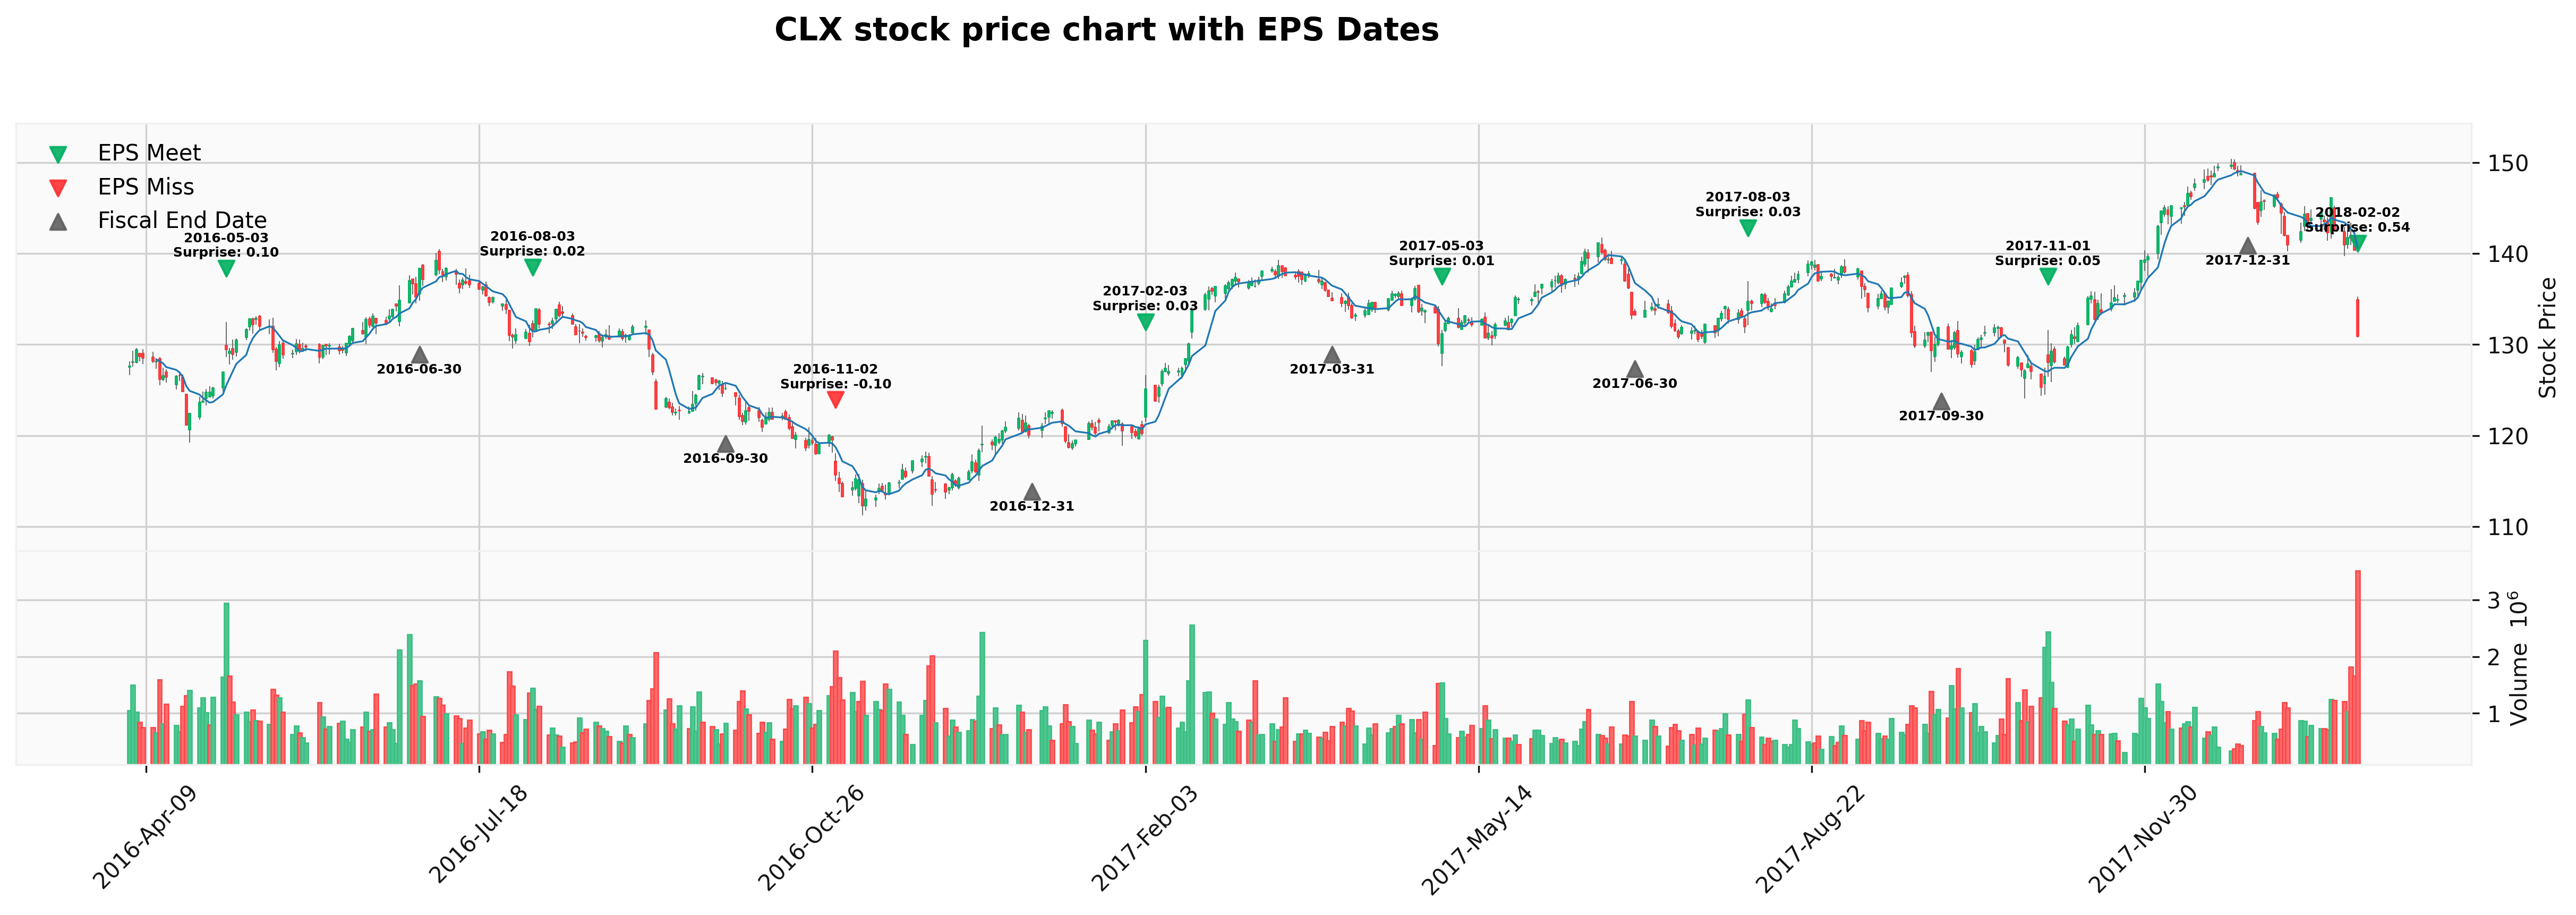 CLX stock price chart with EPS Dates
EPS Meet
EPS Miss
Fiscal End Date
2016-05-03
Surprise: 0.10
2016-06-30
2016-08-03
Surprise: 0.02
2016-09-30
2016-11-02
Surprise: -0.10
2016-12-31
2017-02-03
Surprise: 0.03
2017-03-31
2017-05-03
Surprise: 0.01
2017-06-30
2017-08-03
Surprise: 0.03
2017-09-30
2017-11-01
Surprise: 0.05
2017-12-31
2018-02-02
Surprise: 0.54
150
140
130
120
110
Stock Price
3
2
1
Volume 10⁶
2016-Apr-09
2016-Jul-18
2016-Oct-26
2017-Feb-03
2017-May-14
2017-Aug-22
2017-Nov-30